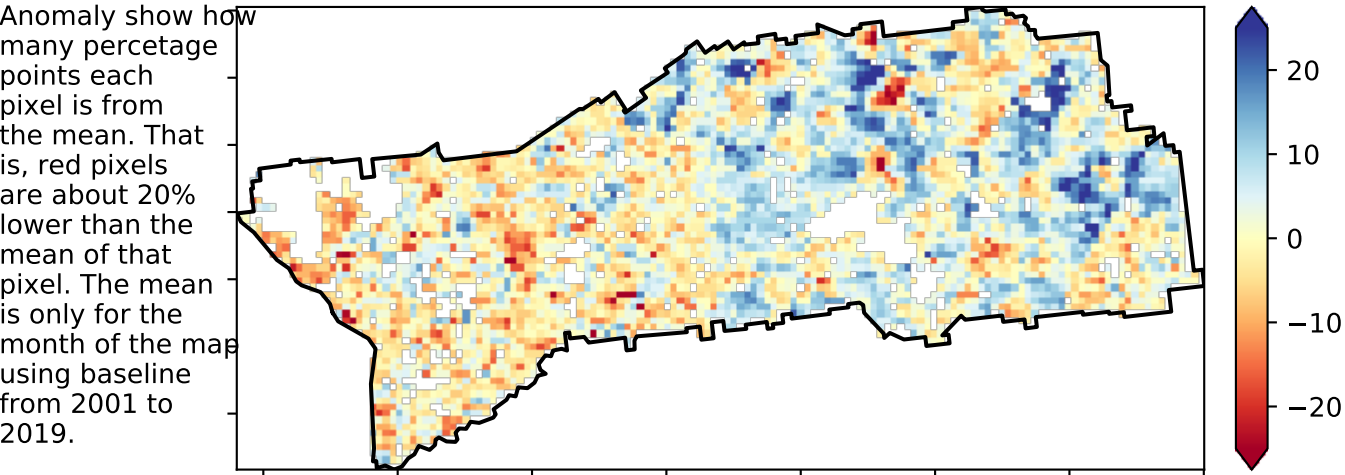 Anomaly show how
many percetage
points each
pixel is from
the mean. That
is, red pixels
are about 20%
lower than the
mean of that
pixel. The mean
is only for the
month of the map
using baseline
from 2001 to
2019.
20
10
0
−10
−20